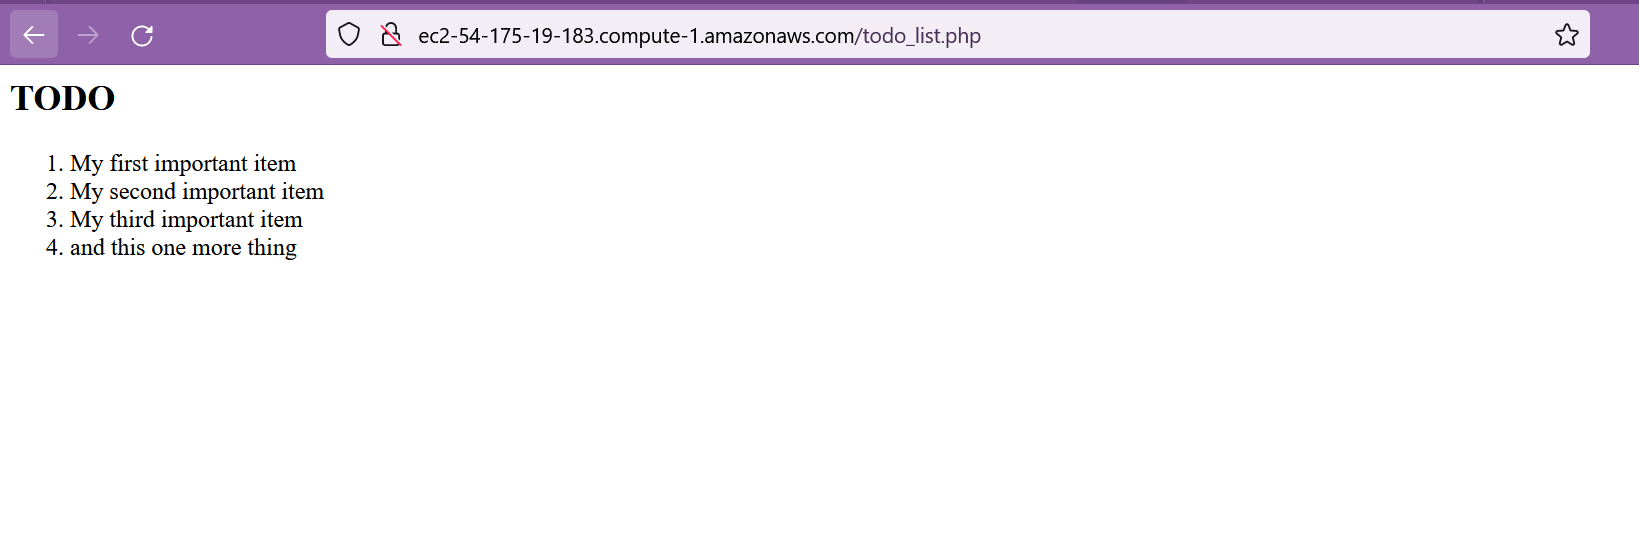 ec2-54-175-19-183.compute-1.amazonaws.com/todo_list.php
TODO
1. My first important item
2. My second important item
3. My third important item
4. and this one more thing